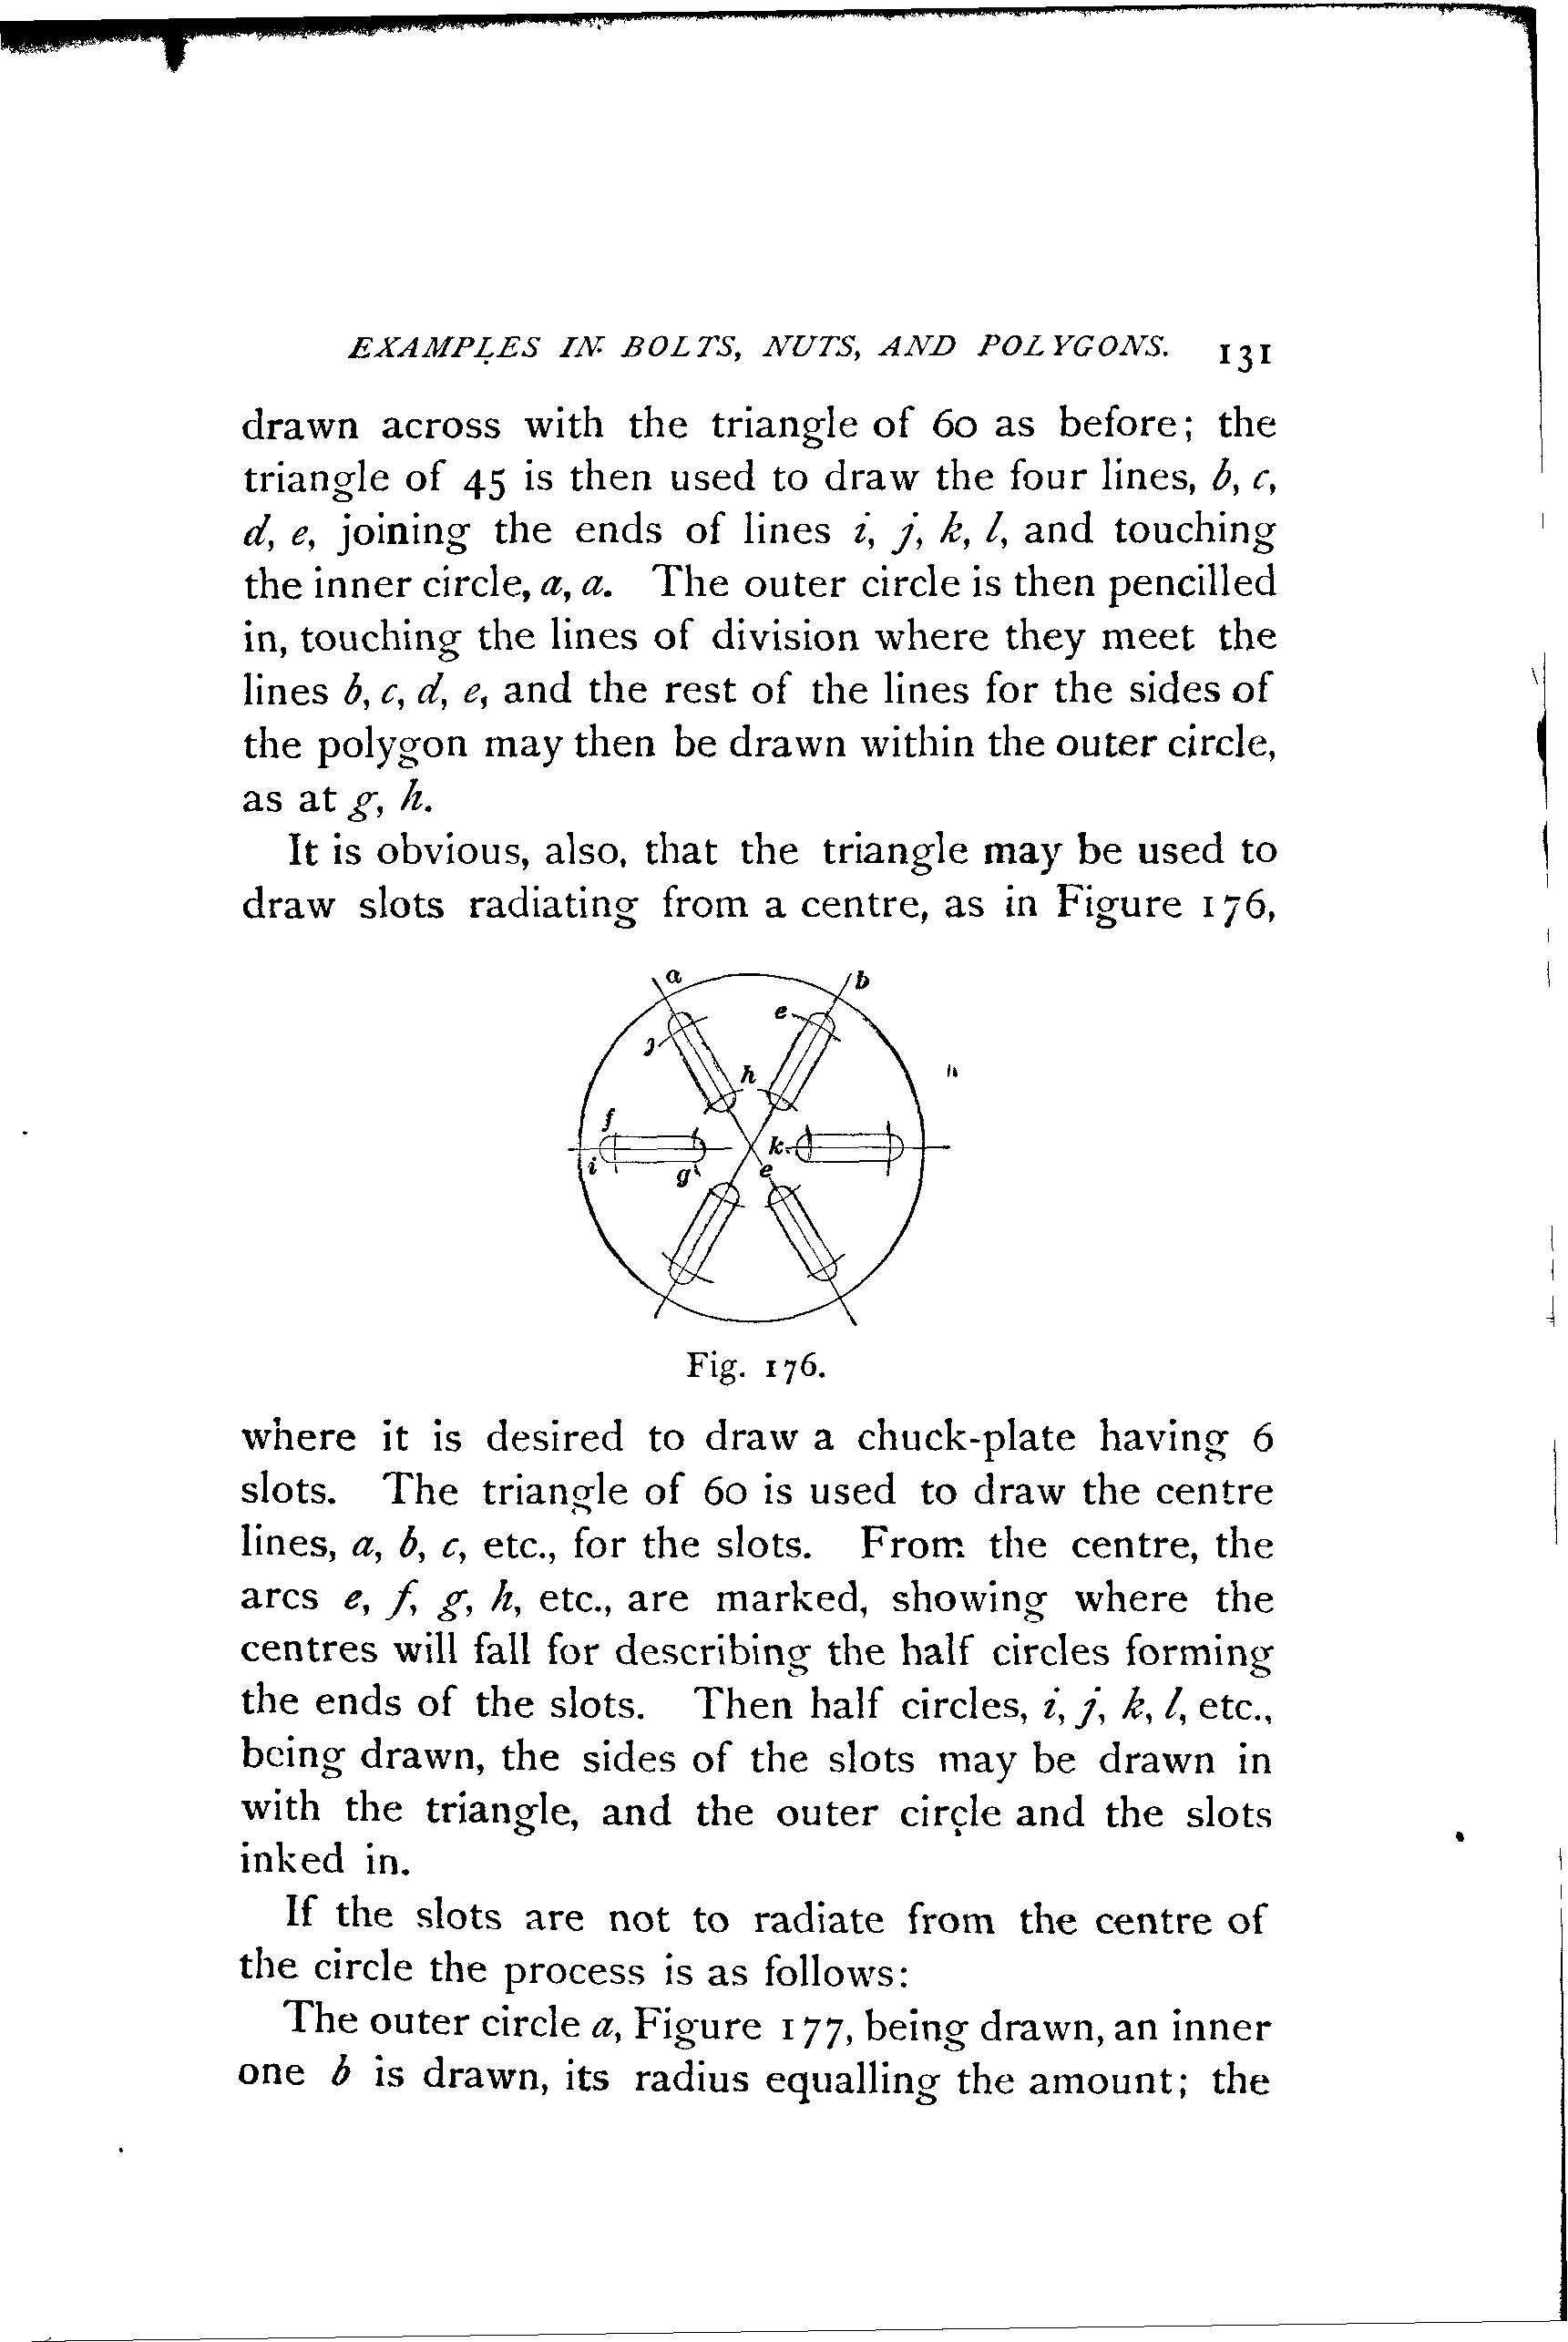 EXAMPLES IN BOLTS, NUTS, AND POLYGONS. 131
drawn across with the triangle of 60 as before; the
triangle of 45 is then used to draw the four lines, b, c,
d, e, joining the ends of lines i, j, k, l, and touching
the inner circle, a, a. The outer circle is then pencilled
in, touching the lines of division where they meet the
lines b, c, d, e, and the rest of the lines for the sides of
the polygon may then be drawn within the outer circle,
as at g, h.
It is obvious, also, that the triangle may be used to
draw slots radiating from a centre, as in Figure 176,
a b
e
j
h
f
k
i g e
Fig. 176.
where it is desired to draw a chuck-plate having 6
slots. The triangle of 60 is used to draw the centre
lines, a, b, c, etc., for the slots. From the centre, the
arcs e, f, g, h, etc., are marked, showing where the
centres will fall for describing the half circles forming
the ends of the slots. Then half circles, i, j, k, l, etc.,
being drawn, the sides of the slots may be drawn in
with the triangle, and the outer circle and the slots
inked in.
If the slots are not to radiate from the centre of
the circle the process is as follows:
The outer circle a, Figure 177, being drawn, an inner
one b is drawn, its radius equalling the amount; the